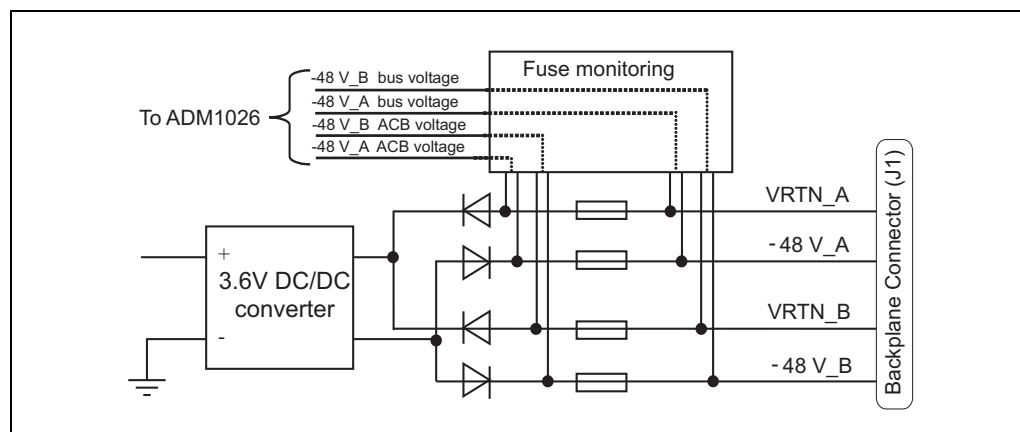 Fuse monitoring
-48 V_B bus voltage
-48 V_A bus voltage
-48 V_B ACB voltage
-48 V_A ACB voltage
To ADM1026
VRTN_A
-48 V_A
VRTN_B
-48 V_B
Backplane Connector (J1)
+
3.6V DC/DC
converter
-